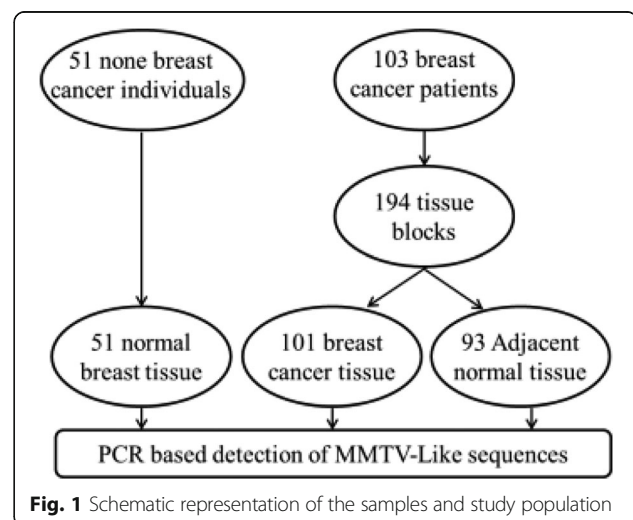 51 none breast
cancer individuals
103 breast
cancer patients
194 tissue
blocks
51 normal
breast tissue
101 breast
cancer tissue
93 Adjacent
normal tissue
PCR based detection of MMTV-Like sequences
Fig. 1 Schematic representation of the samples and study population